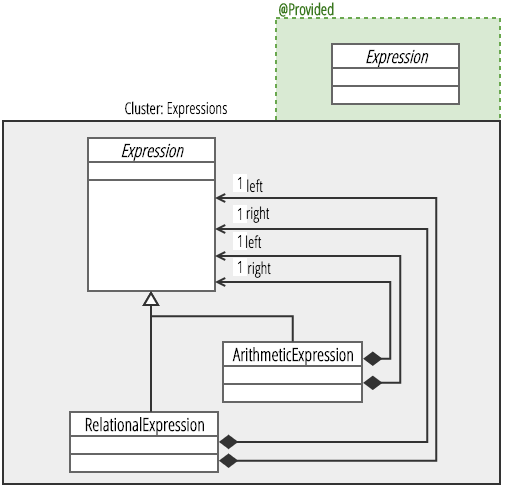 @Provided
Expression
Cluster: Expressions
Expression
1 left
1 right
1 left
1 right
ArithmeticExpression
RelationalExpression